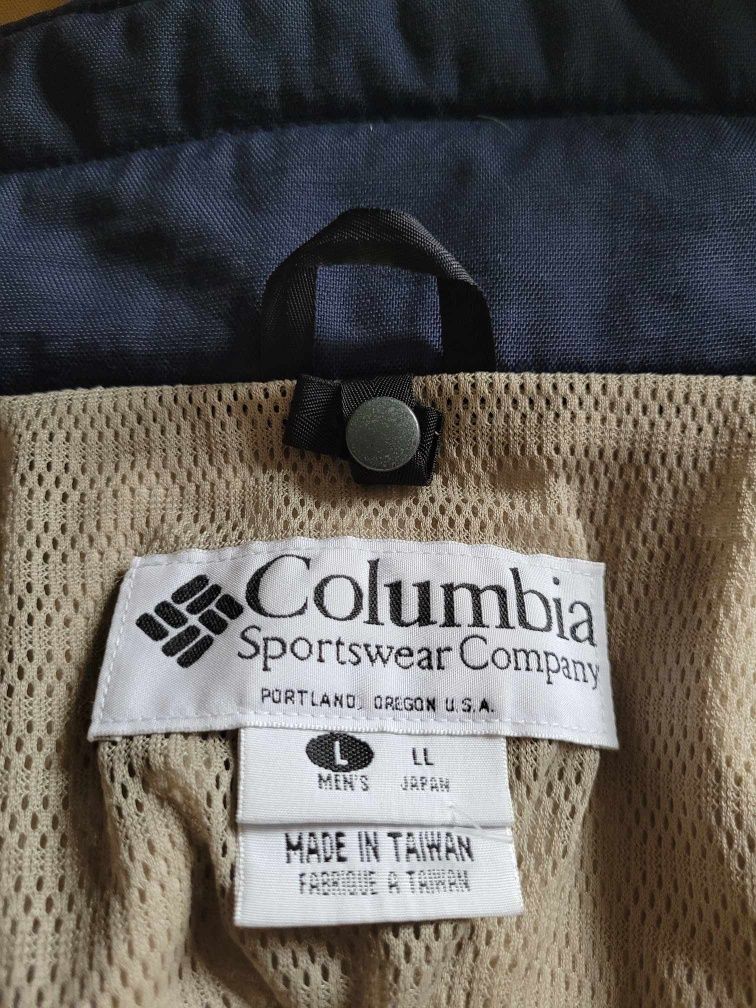 Columbia
Sportswear Company
PORTLAND, OREGON U.S.A.
L LL
MEN'S JAPAN
MADE IN TAIWAN
FABRIQUE A TAIWAN